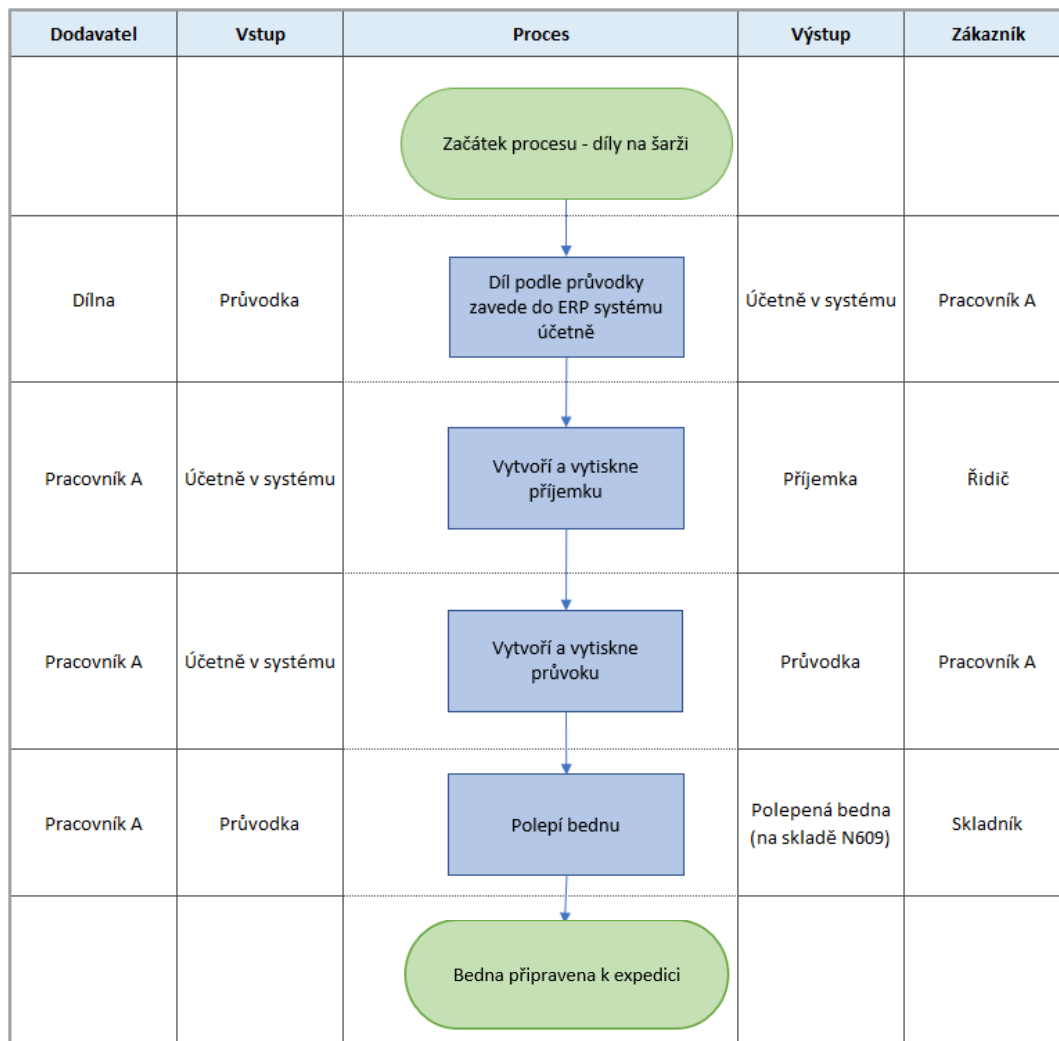 Dodavatel Vstup Proces Výstup Zákazník
Začátek procesu - díly na šarži
Dílna Průvodka Díl podle průvodky
zavede do ERP systému
účetně Účetně v systému Pracovník A
Pracovník A Účetně v systému Vytvoří a vytiskne
příjemku Příjemka Řidič
Pracovník A Účetně v systému Vytvoří a vytiskne
průvoku Průvodka Pracovník A
Pracovník A Průvodka Polepí bednu Polepená bedna
(na skladě N609) Skladník
Bedna připravena k expedici